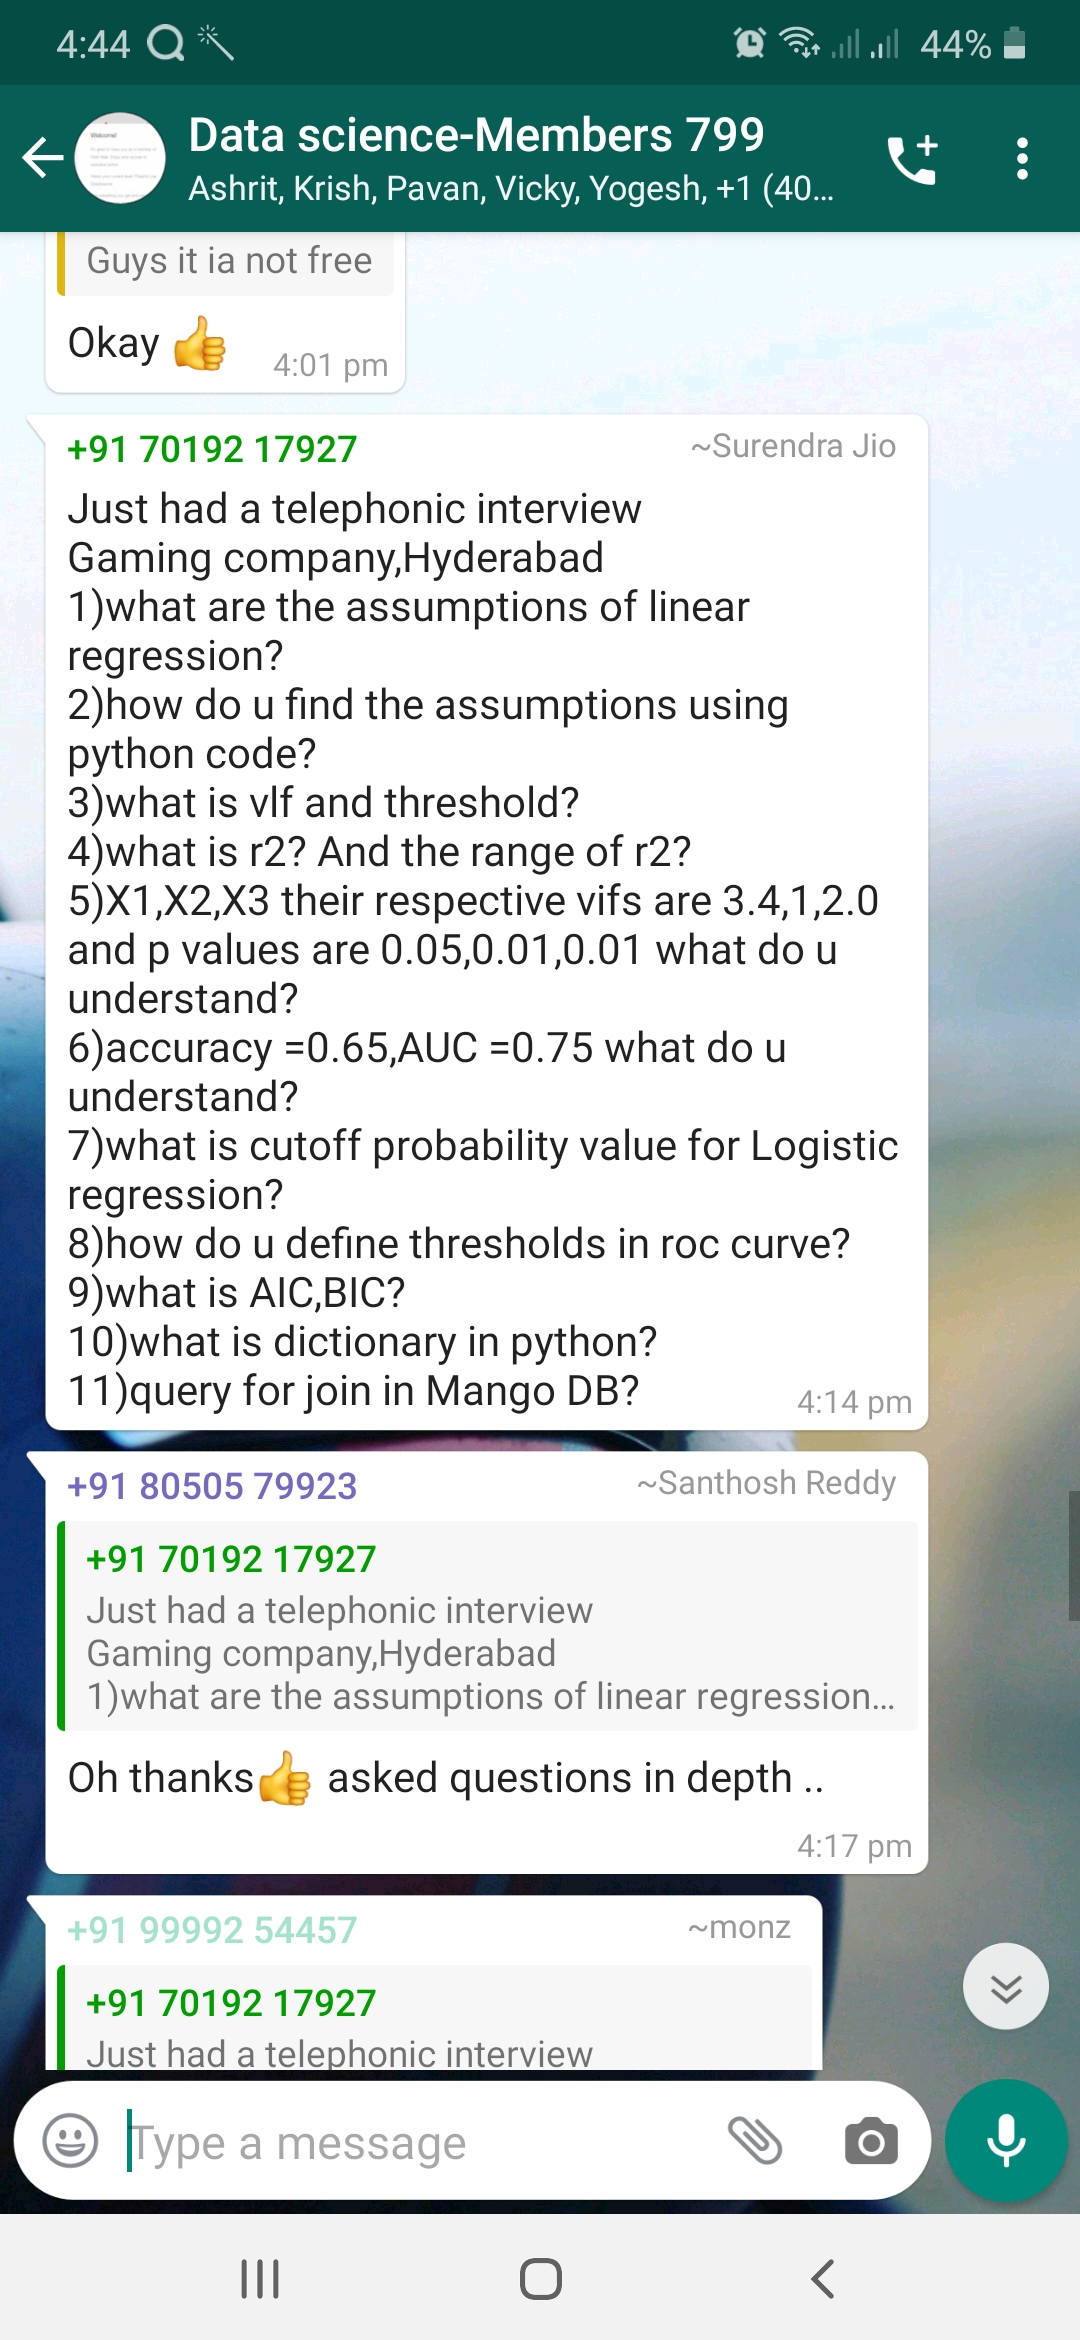 4:44
44%
Data science-Members 799
Ashrit, Krish, Pavan, Vicky, Yogesh, +1 (40...
Guys it ia not free
Okay 👍
4:01 pm
+91 70192 17927
~Surendra Jio
Just had a telephonic interview
Gaming company,Hyderabad
1)what are the assumptions of linear
regression?
2)how do u find the assumptions using
python code?
3)what is vlf and threshold?
4)what is r2? And the range of r2?
5)X1,X2,X3 their respective vifs are 3.4,1,2.0
and p values are 0.05,0.01,0.01 what do u
understand?
6)accuracy =0.65,AUC =0.75 what do u
understand?
7)what is cutoff probability value for Logistic
regression?
8)how do u define thresholds in roc curve?
9)what is AIC,BIC?
10)what is dictionary in python?
11)query for join in Mango DB?
4:14 pm
+91 80505 79923
~Santhosh Reddy
+91 70192 17927
Just had a telephonic interview
Gaming company,Hyderabad
1)what are the assumptions of linear regression...
Oh thanks👍 asked questions in depth ..
4:17 pm
+91 99992 54457
~monz
+91 70192 17927
Just had a telephonic interview
Type a message